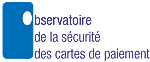 Observatoire
de la sécurité
des cartes de paiement